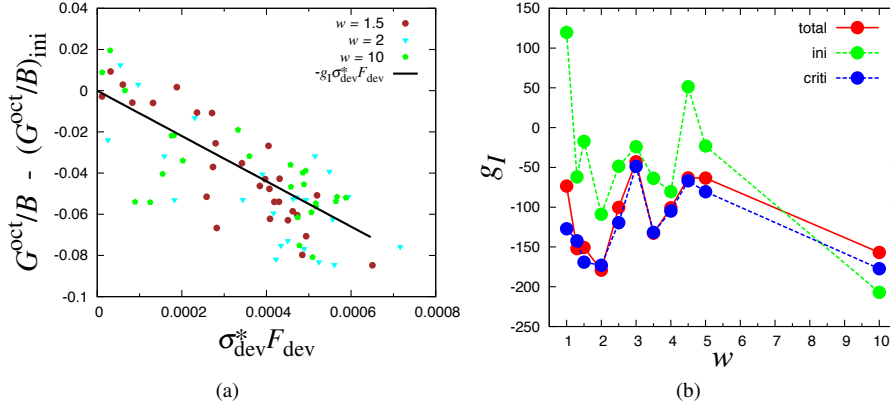 0.04
0.02
0
-0.02
-0.04
-0.06
-0.08
-0.1
G^oct/B - (G^oct/B)_ini
w = 1.5
w = 2
w = 10
-g_I σ*_dev F_dev
0 0.0002 0.0004 0.0006 0.0008
σ*_dev F_dev
(a)
150
100
50
0
-50
-100
-150
-200
-250
g_I
total
ini
criti
1 2 3 4 5 6 7 8 9 10
w
(b)